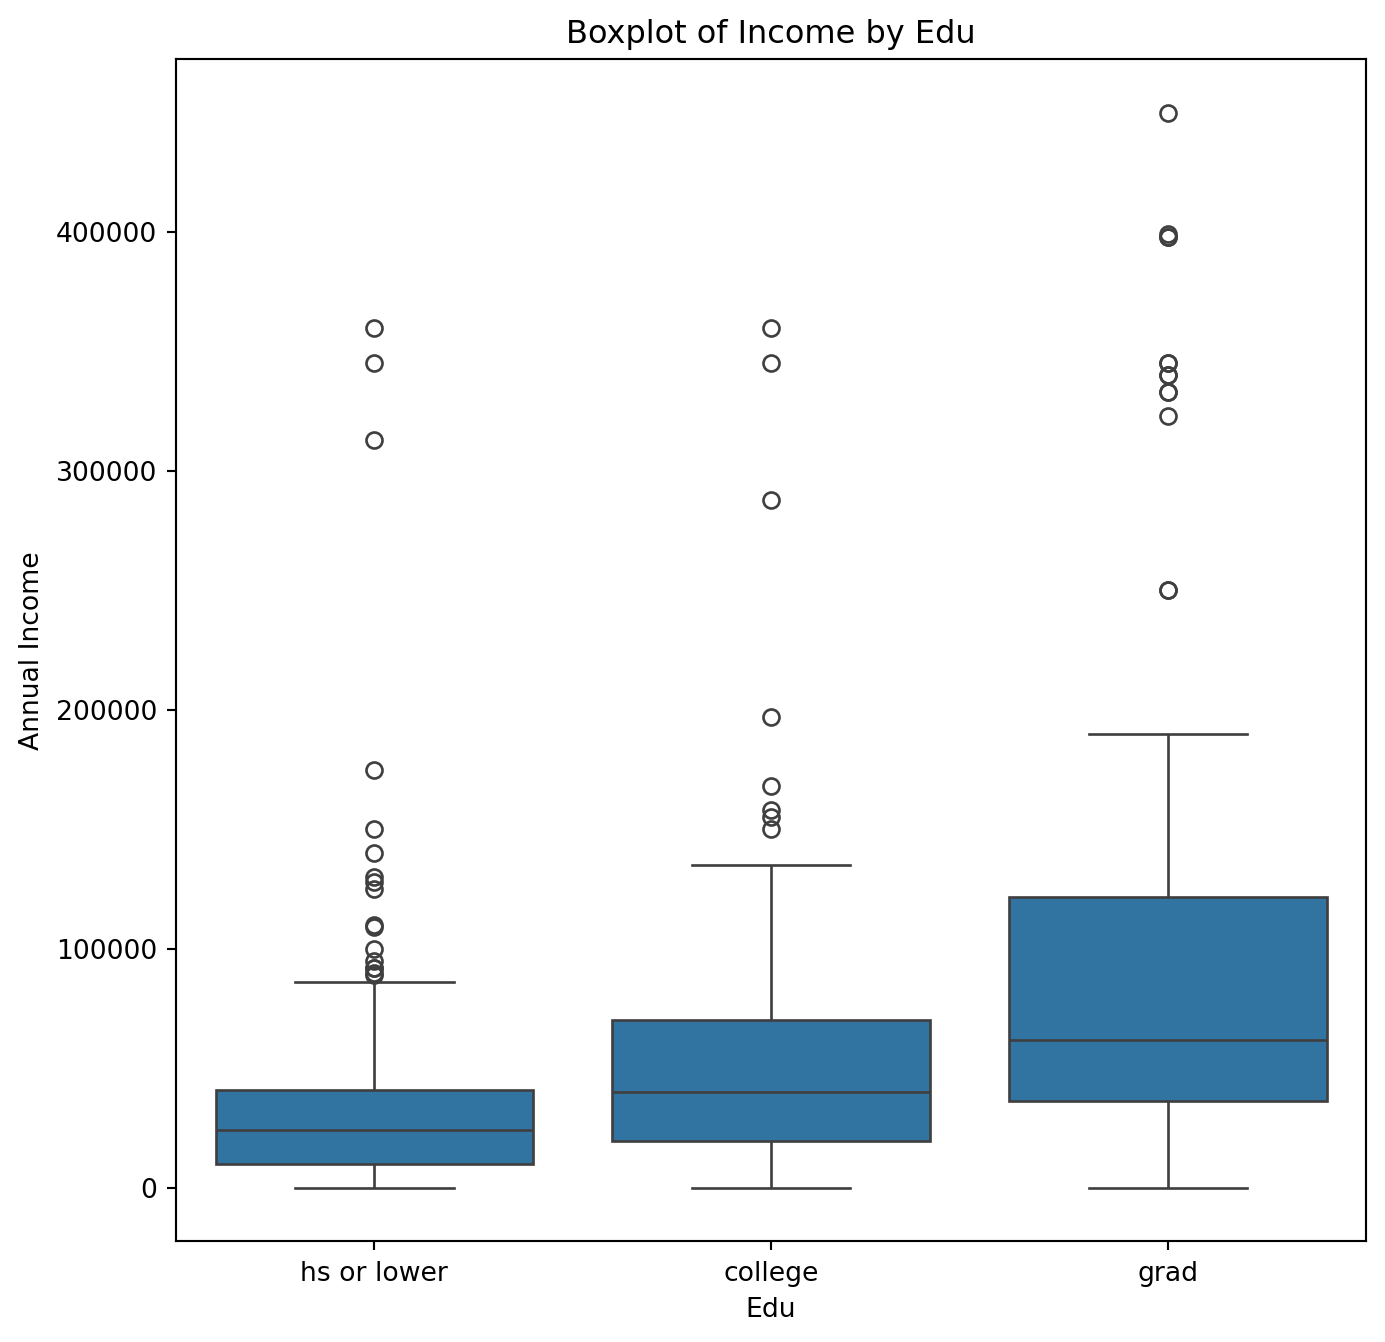 Boxplot of Income by Edu
400000
300000
200000
100000
0
Annual Income
hs or lower
college
grad
Edu